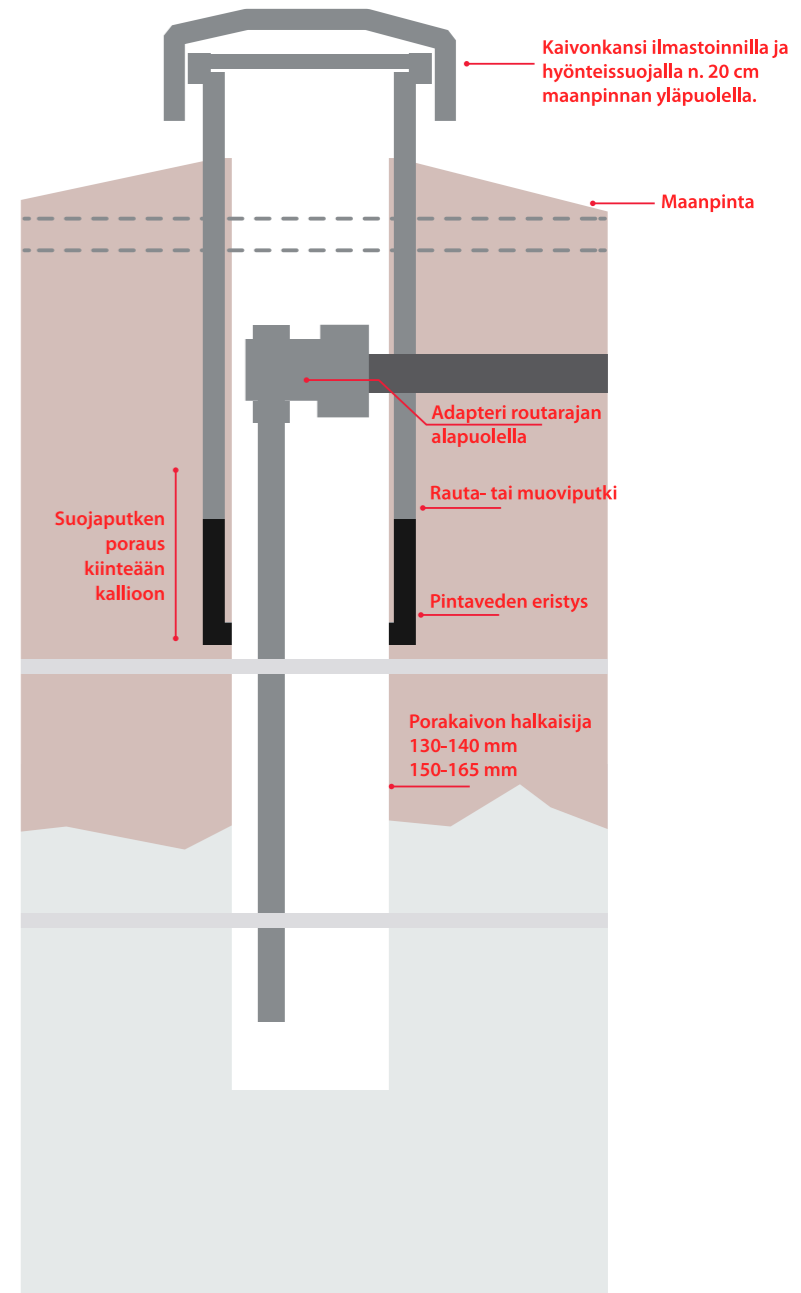 Kaivonkansi ilmastoinnilla ja
hyönteissuojalla n. 20 cm
maanpinnan yläpuolella.
Maanpinta
Adapteri routarajan
alapuolella
Rauta- tai muoviputki
Suojaputken
poraus
kiinteään
kallioon
Pintaveden eristys
Porakaivon halkaisija
130-140 mm
150-165 mm